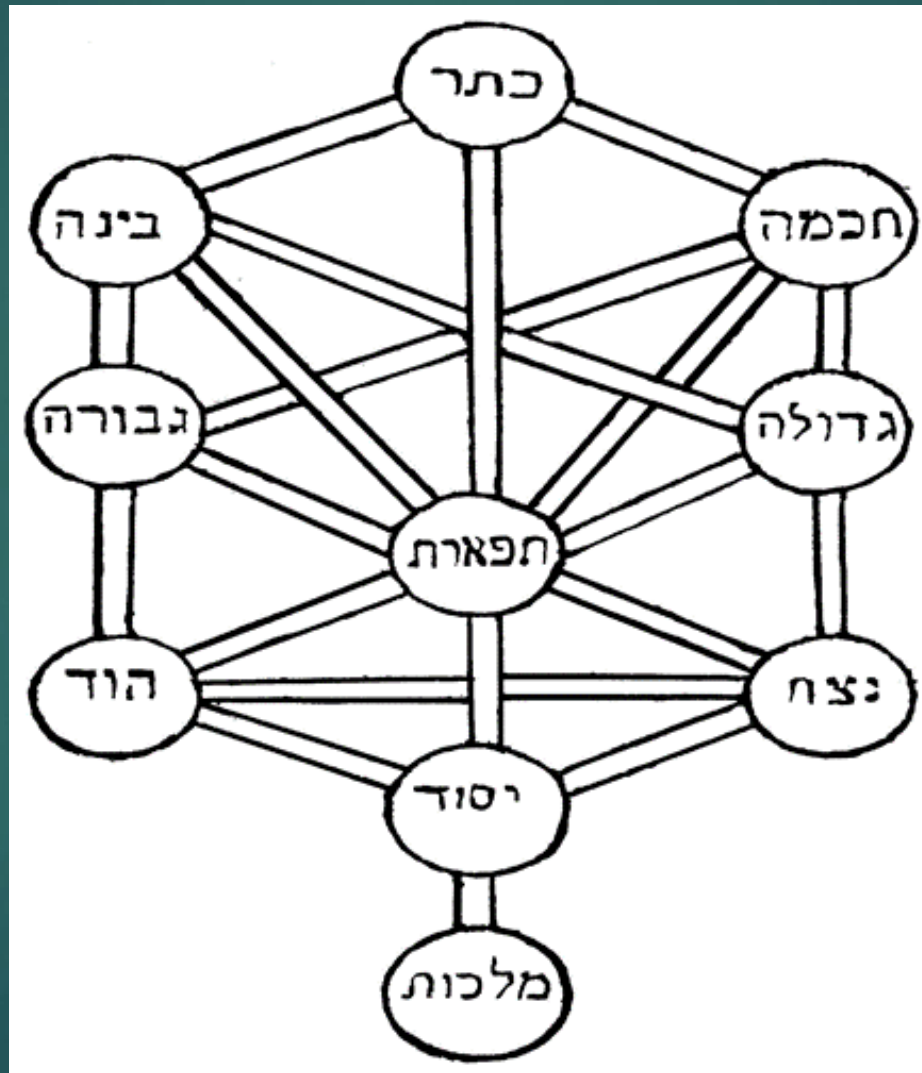 כתר
חכמה
בינה
גדולה
גבורה
תפארת
נצח
הוד
יסוד
מלכות